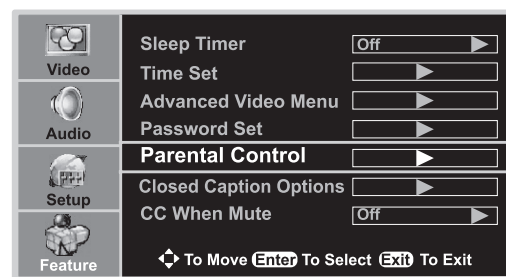 Video
Audio
Setup
Feature
Sleep Timer Off
Time Set
Advanced Video Menu
Password Set
Parental Control
Closed Caption Options
CC When Mute Off
To Move Enter To Select Exit To Exit